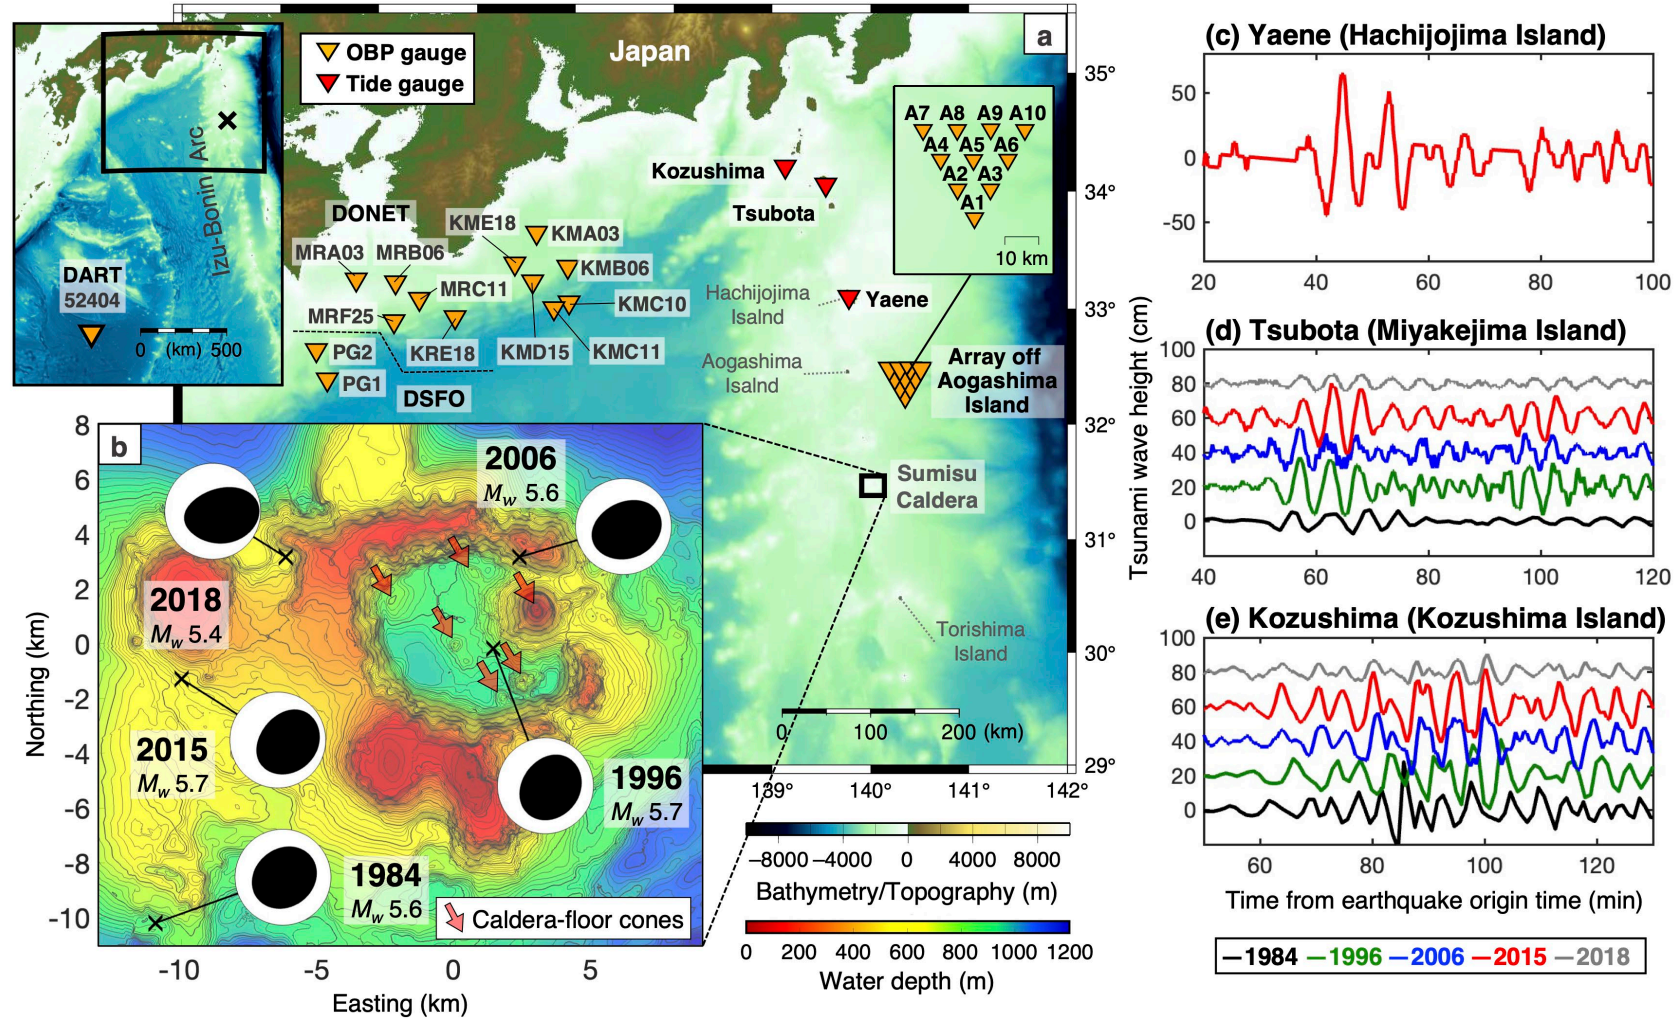 OBP gauge
Tide gauge
Izu-Bonin Arc
DART
52404
0 (km) 500
Japan
a
35°
34°
33°
32°
31°
30°
29°
139°
140°
141°
142°
A7 A8 A9 A10
A4 A5 A6
A2 A3
A1
10 km
Kozushima
Tsubota
DONET
KME18
KMA03
MRA03
MRB06
KMB06
MRC11
KMC10
MRF25
KRE18
KMD15
KMC11
PG2
PG1
DSFO
Hachijojima
Isalnd
Yaene
Aogashima
Isalnd
Array off
Aogashima
Island
Sumisu
Caldera
Torishima
Island
0 100 200 (km)
−8000 −4000 0 4000 8000
Bathymetry/Topography (m)
0 200 400 600 800 1000 1200
Water depth (m)
b
2006
Mw 5.6
2018
Mw 5.4
2015
Mw 5.7
1996
Mw 5.7
1984
Mw 5.6
Caldera-floor cones
8
6
4
2
0
-2
-4
-6
-8
-10
Northing (km)
-10 -5 0 5
Easting (km)
(c) Yaene (Hachijojima Island)
50
0
-50
20 40 60 80 100
Tsunami wave height (cm)
(d) Tsubota (Miyakejima Island)
100
80
60
40
20
0
40 60 80 100 120
(e) Kozushima (Kozushima Island)
100
80
60
40
20
0
60 80 100 120
Time from earthquake origin time (min)
1984 1996 2006 2015 2018